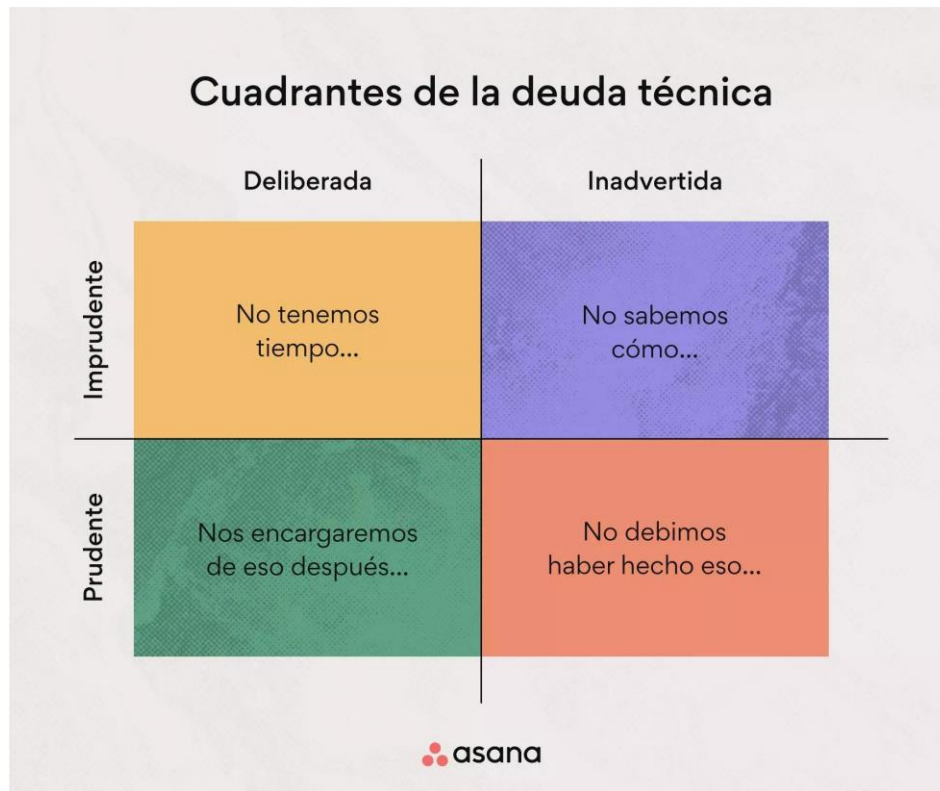 Cuadrantes de la deuda técnica
Deliberada
Inadvertida
Imprudente
No tenemos
tiempo...
No sabemos
cómo...
Prudente
Nos encargaremos
de eso después...
No debimos
haber hecho eso...
asana